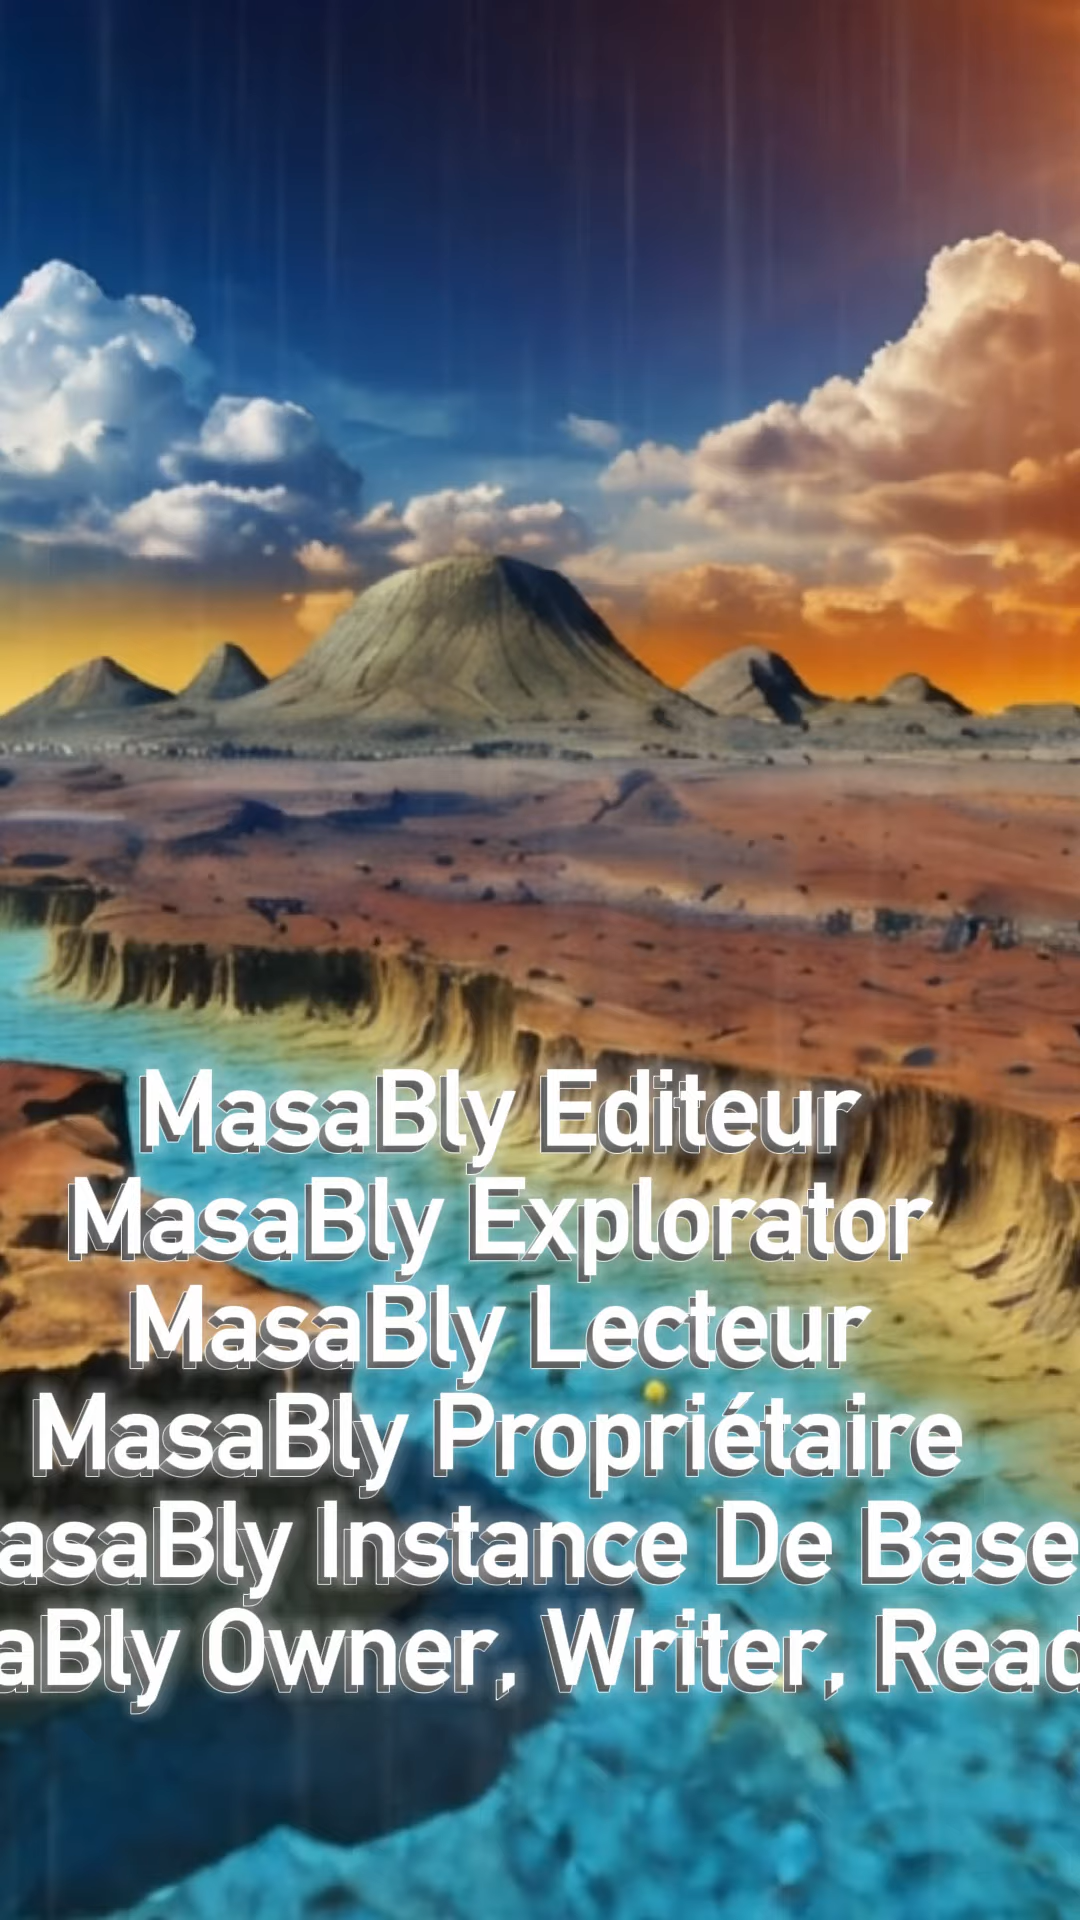 MasaBly Editeur
MasaBly Explorator
MasaBly Lecteur
MasaBly Propriétaire
asaBly Instance De Base
aBly Owner, Writer, Read